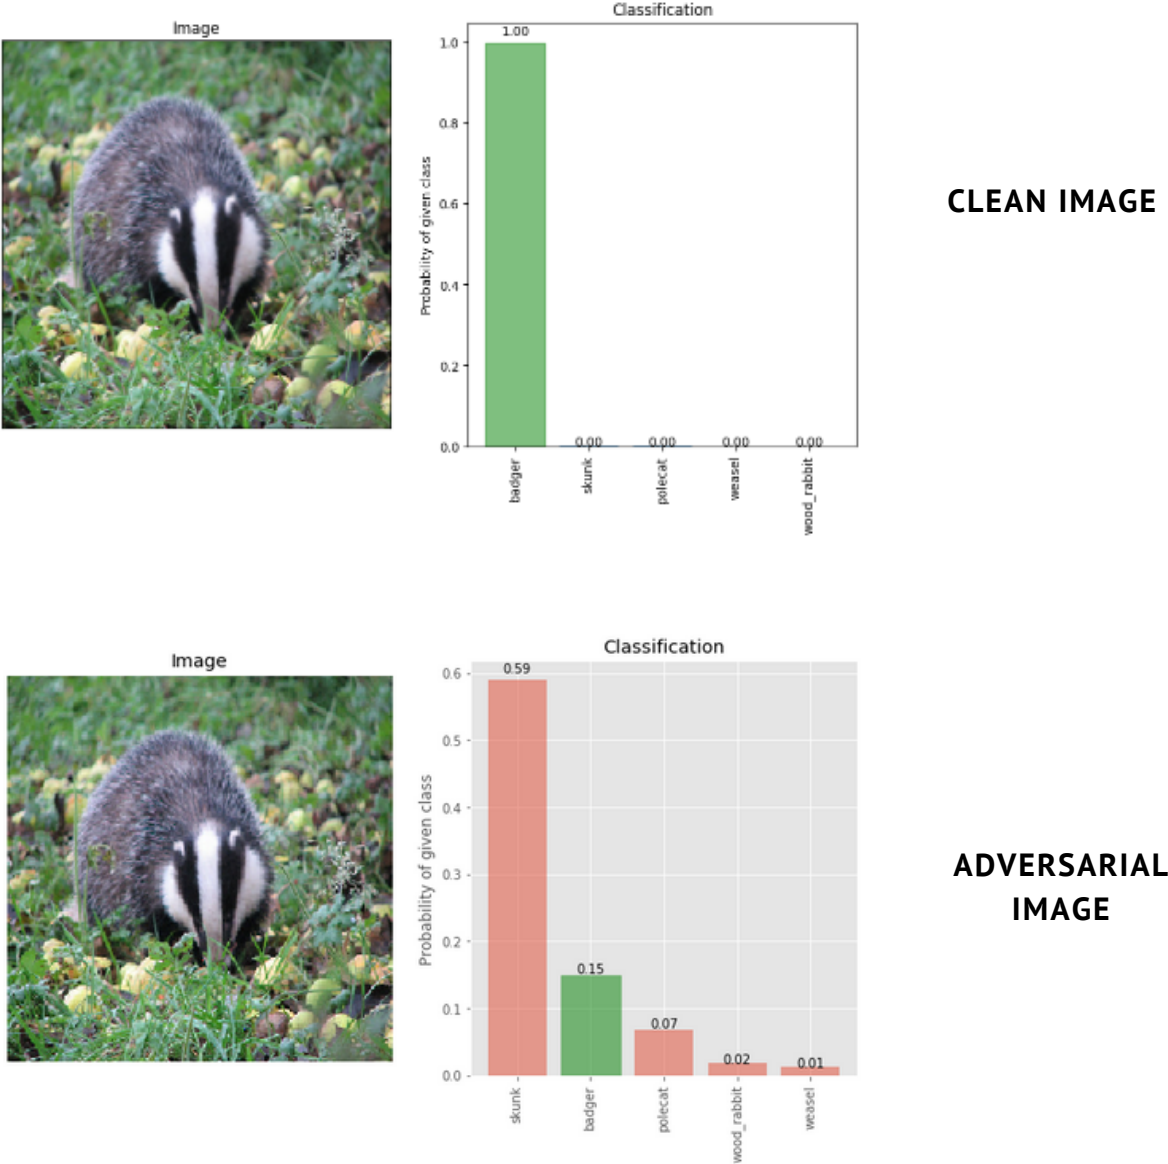 Image
Classification
1.00
1.0
0.8
0.6
0.4
0.2
0.0
Probability of given class
0.00
0.00
0.00
0.00
badger
skunk
polecat
weasel
wood_rabbit
CLEAN IMAGE
Image
Classification
0.59
0.6
0.5
0.4
0.3
0.2
0.1
0.0
Probability of given class
0.15
0.07
0.02
0.01
skunk
badger
polecat
wood_rabbit
weasel
ADVERSARIAL
IMAGE